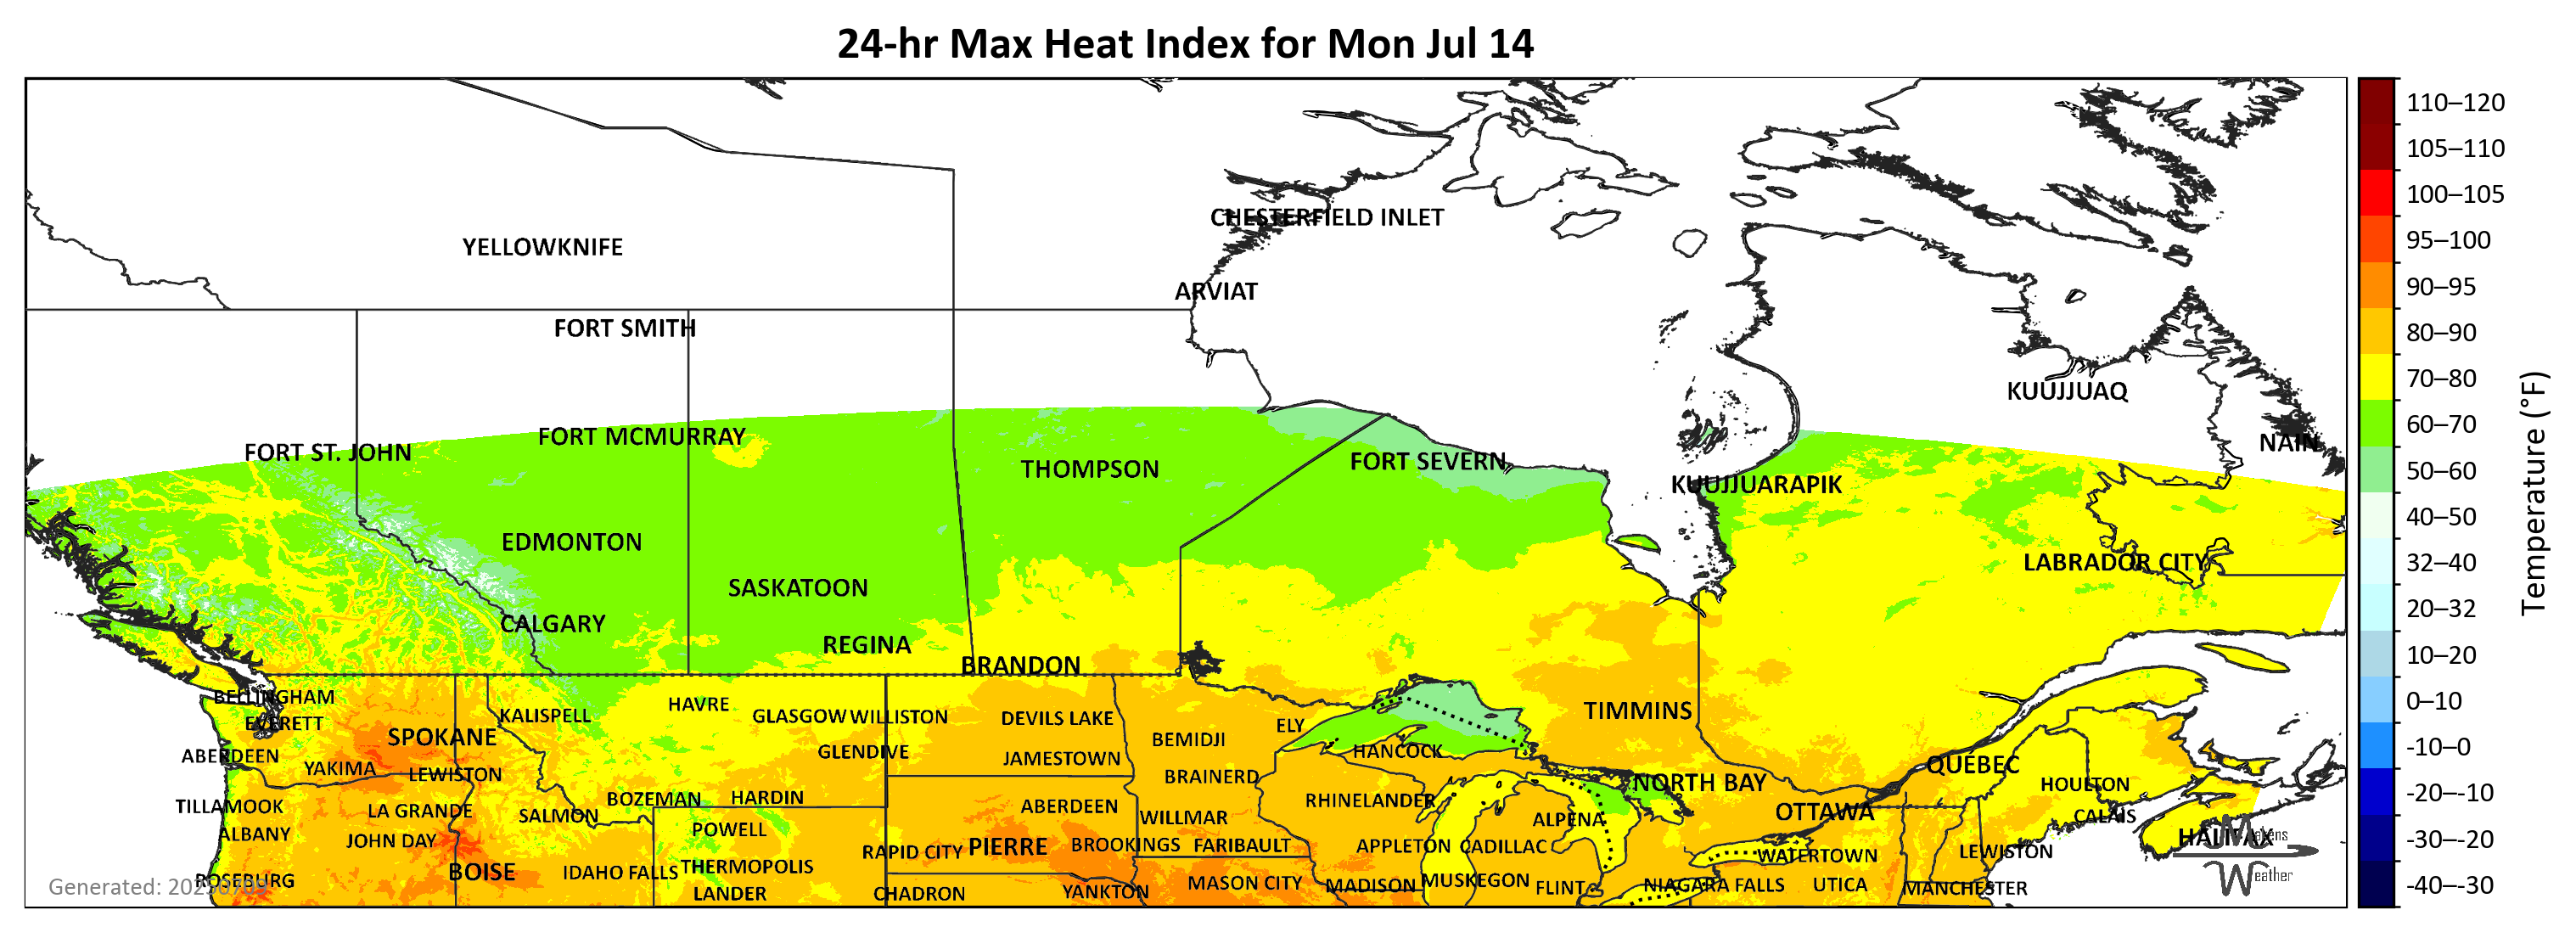 24-hr Max Heat Index for Mon Jul 14
110–120
105–110
CHESTERFIELD INLET
100–105
YELLOWKNIFE
95–100
ARVIAT
90–95
FORT SMITH
80–90
KUUJJUAQ
70–80
FORT ST. JOHN
FORT MCMURRAY
THOMPSON
FORT SEVERN
KUUJJUARAPIK
NAIN
60–70
50–60
EDMONTON
LABRADOR CITY
40–50
32–40
Temperature (°F)
SASKATOON
CALGARY
REGINA
BRANDON
20–32
10–20
BELLINGHAM
EVERETT
KALISPELL
HAVRE
GLASGOW
WILLISTON
DEVILS LAKE
ELY
TIMMINS
0–10
ABERDEEN
SPOKANE
GLENDIVE
JAMESTOWN
BEMIDJI
HANCOCK
-10–0
YAKIMA
LEWISTON
BRAINERD
NORTH BAY
QUÉBEC
HOULTON
-20–-10
TILLAMOOK
LA GRANDE
SALMON
BOZEMAN
HARDIN
ABERDEEN
WILLMAR
RHINELANDER
ALPENA
OTTAWA
CALAIS
ALBANY
JOHN DAY
POWELL
RAPID CITY
PIERRE
BROOKINGS
FARIBAULT
APPLETON
CADILLAC
WATERTOWN
LEWISTON
HALIFAX
-30–-20
Generated:
ROSEBURG
BOISE
IDAHO FALLS
THERMOPOLIS
LANDER
CHADRON
YANKTON
MASON CITY
MADISON
MUSKEGON
FLINT
NIAGARA FALLS
UTICA
MANCHESTER
Weather
-40–-30